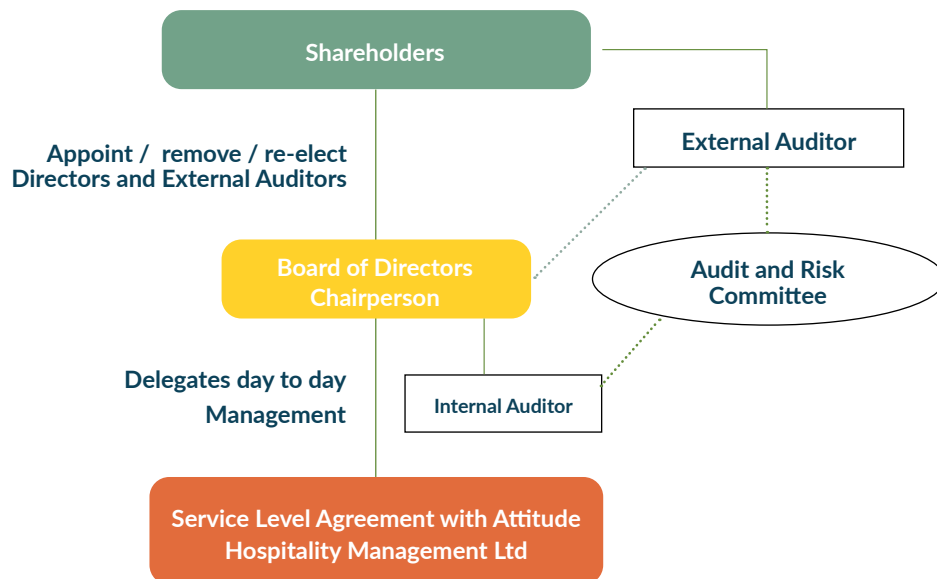 Shareholders
External Auditor
Appoint / remove / re-elect
Directors and External Auditors
Board of Directors
Chairperson
Audit and Risk
Committee
Delegates day to day
Management
Internal Auditor
Service Level Agreement with Attitude
Hospitality Management Ltd